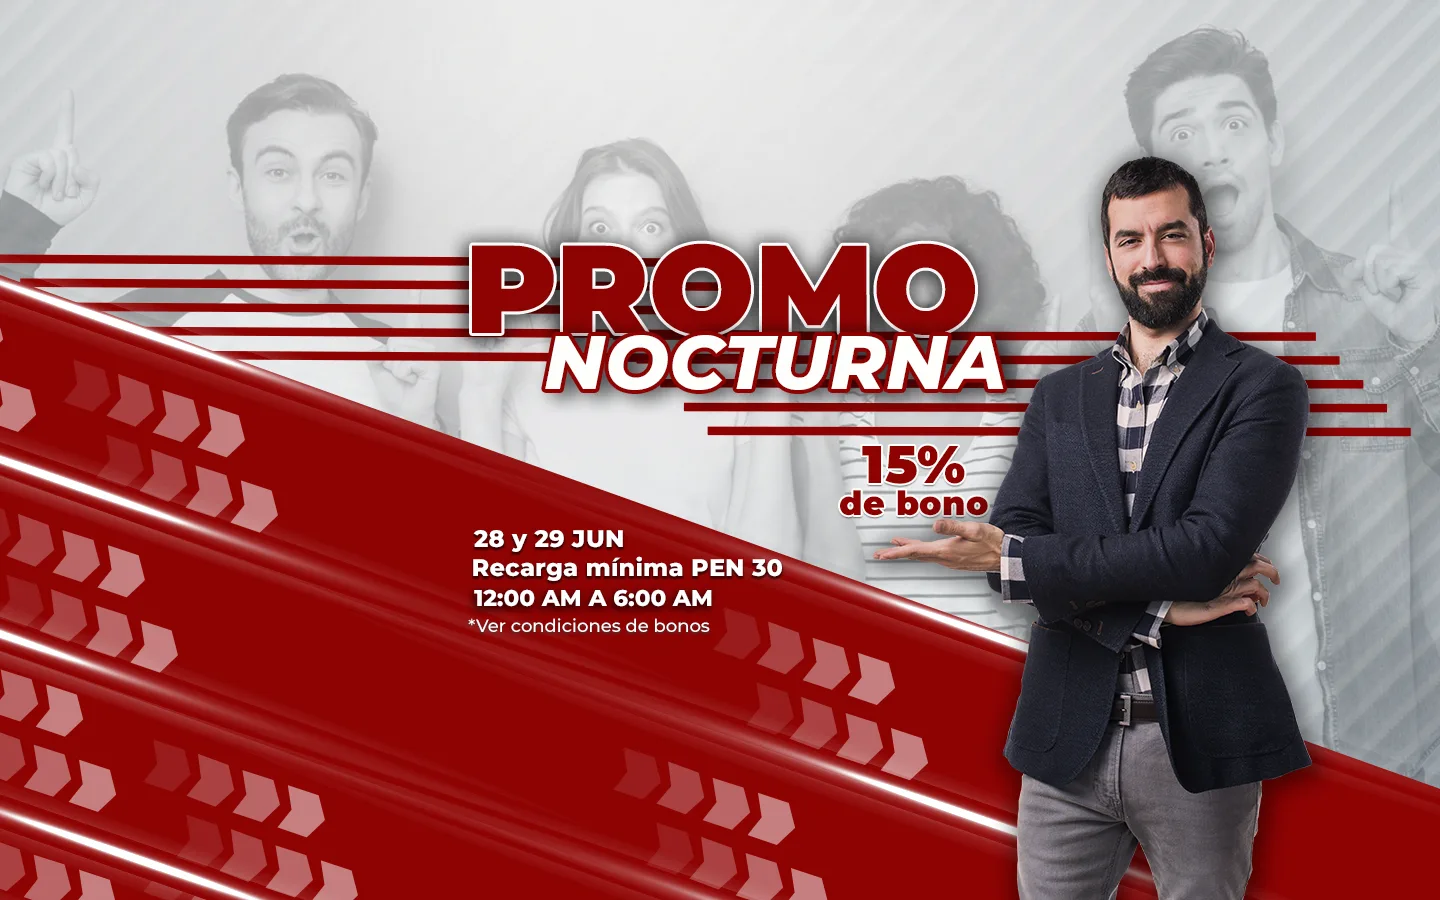 PROMO
NOCTURNA
15%
de bono
28 y 29 JUN
Recarga mínima PEN 30
12:00 AM A 6:00 AM
*Ver condiciones de bonos